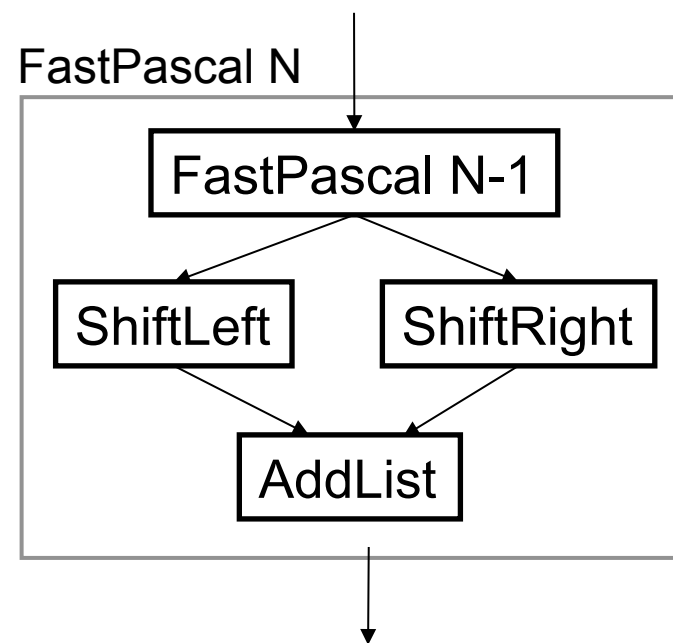 FastPascal N
FastPascal N-1
ShiftLeft
ShiftRight
AddList